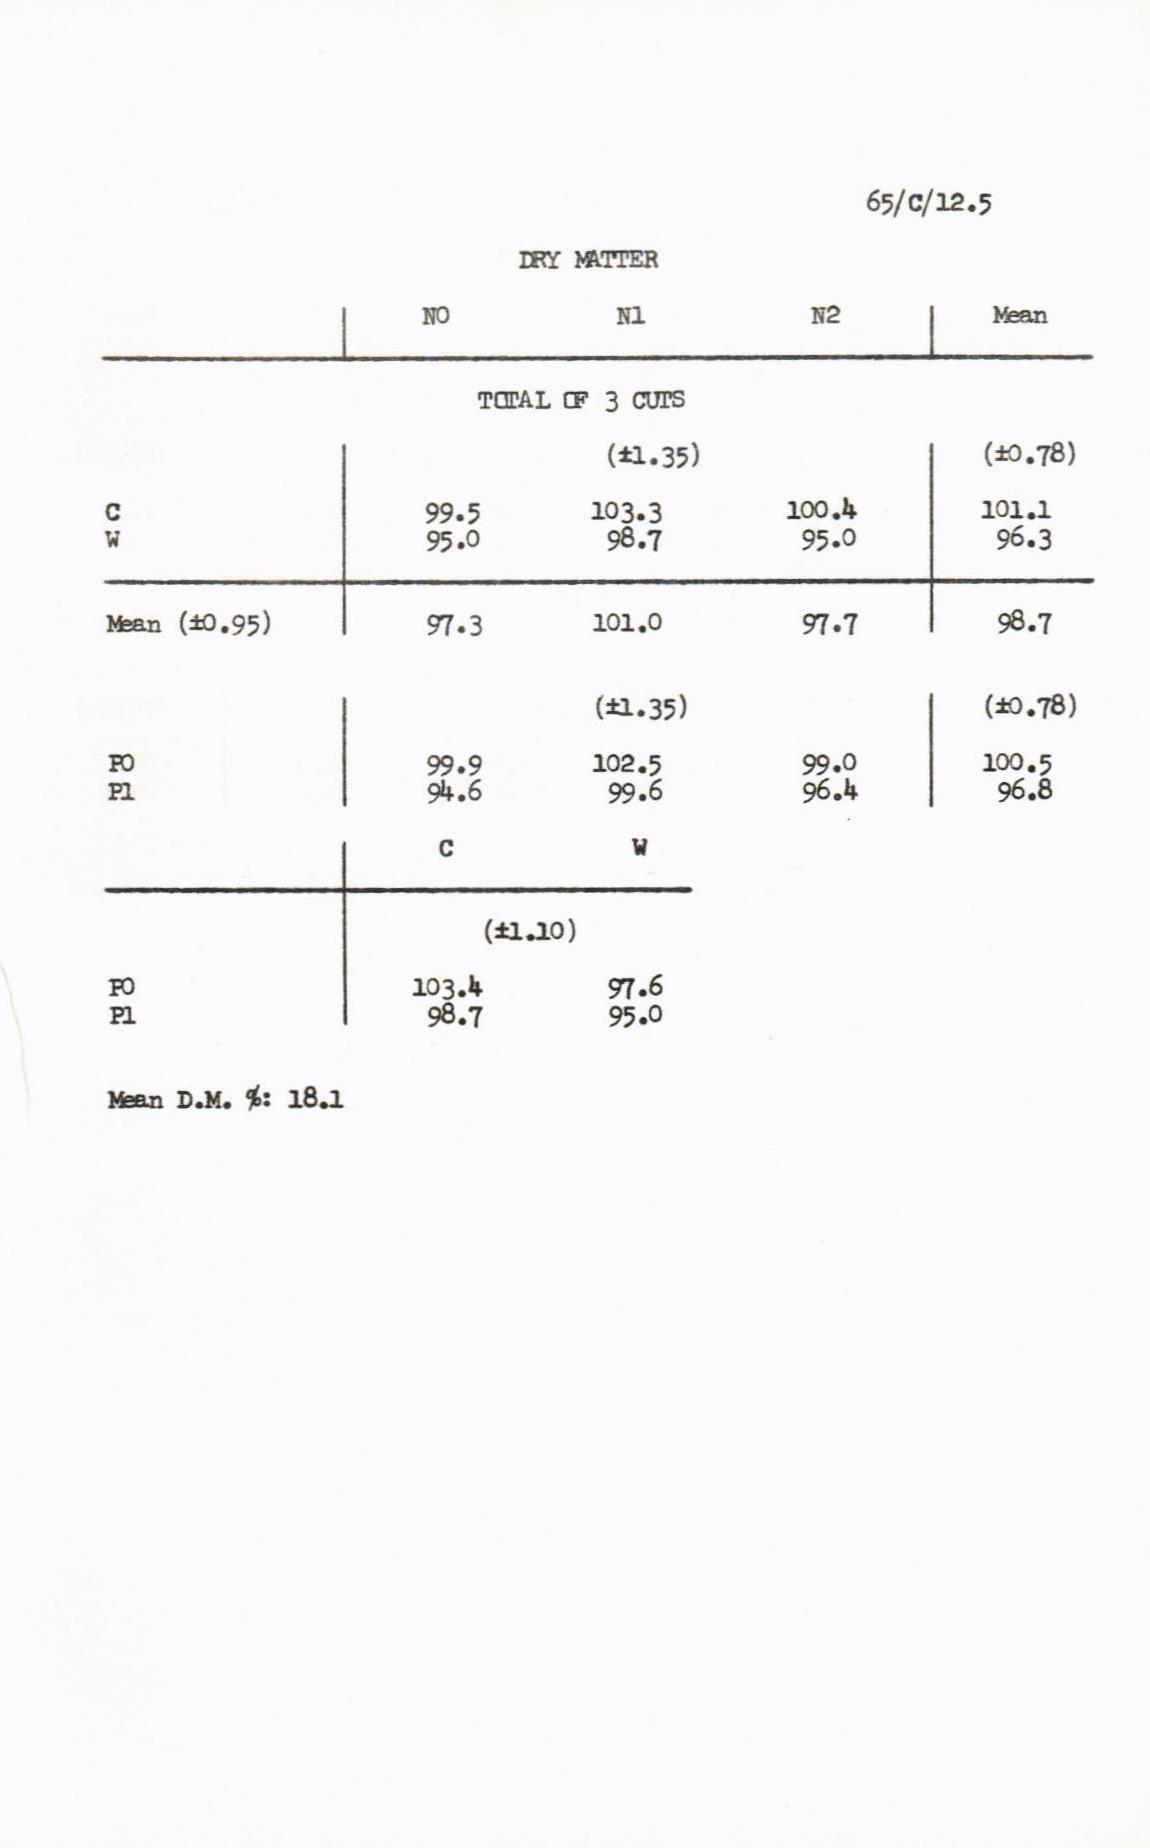 65/C/12.5
DRY MATTER
N0 N1 N2 Mean
TOTAL OF 3 CUTS
(±1.35) (±0.78)
C 99.5 103.3 100.4 101.1
W 95.0 98.7 95.0 96.3
Mean (±0.95) 97.3 101.0 97.7 98.7
(±1.35) (±0.78)
P0 99.9 102.5 99.0 100.5
P1 94.6 99.6 96.4 96.8
C W
(±1.10)
P0 103.4 97.6
P1 98.7 95.0
Mean D.M. %: 18.1